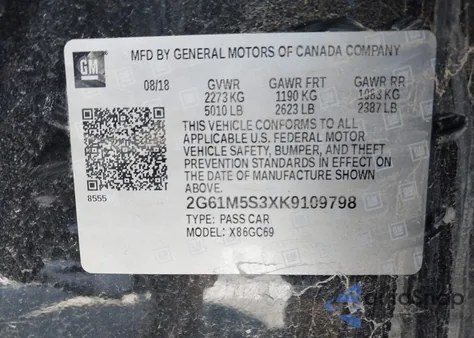 GM
MFD BY GENERAL MOTORS OF CANADA COMPANY
08/18 GVWR GAWR FRT GAWR RR
2273 KG 1190 KG 1083 KG
5010 LB 2623 LB 2387 LB
THIS VEHICLE CONFORMS TO ALL
APPLICABLE U.S. FEDERAL MOTOR
VEHICLE SAFETY, BUMPER, AND THEFT
PREVENTION STANDARDS IN EFFECT ON
THE DATE OF MANUFACTURE SHOWN
ABOVE.
8555
2G61M5S3XK9109798
TYPE: PASS CAR
MODEL: X86GC69